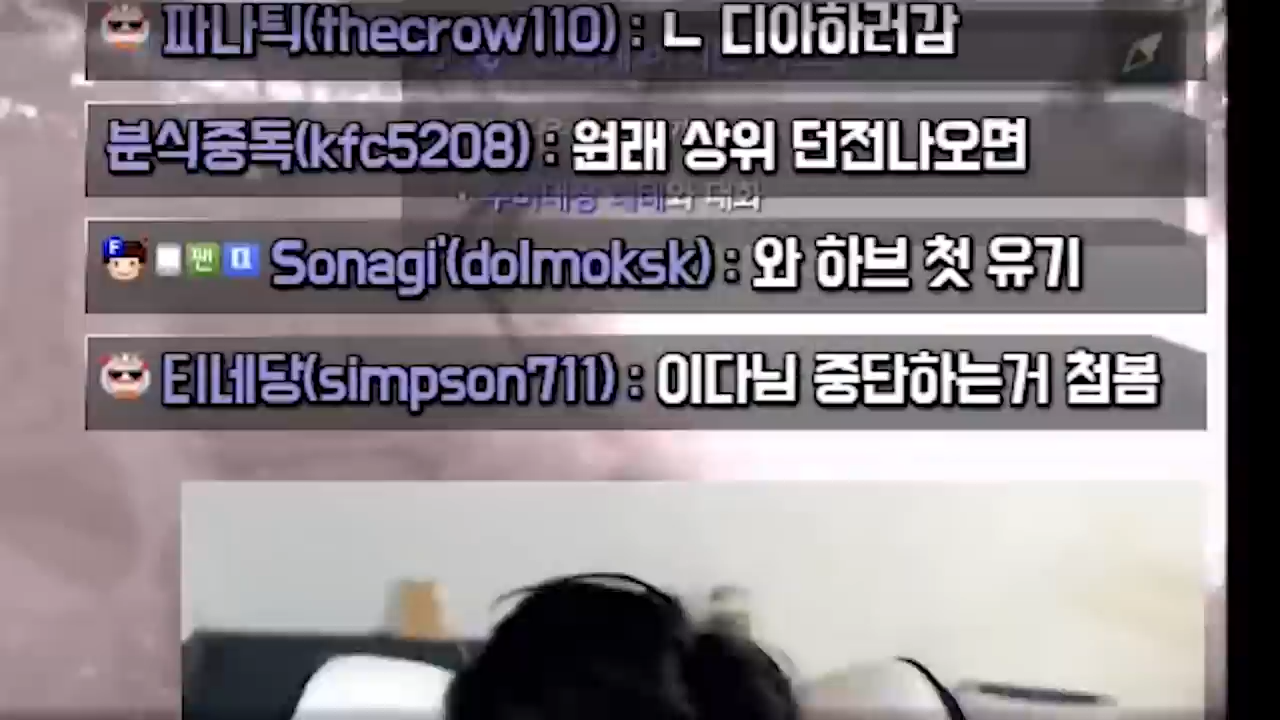 파나틱(thecrow110) : ㄴ 디아하러감
분식중독(kfc5208) : 원래 상위 던전나오면
Sonagi'(dolmoksk) : 와 하브 첫 유기
티네당(simpson711) : 이다님 중단하는거 첨봄